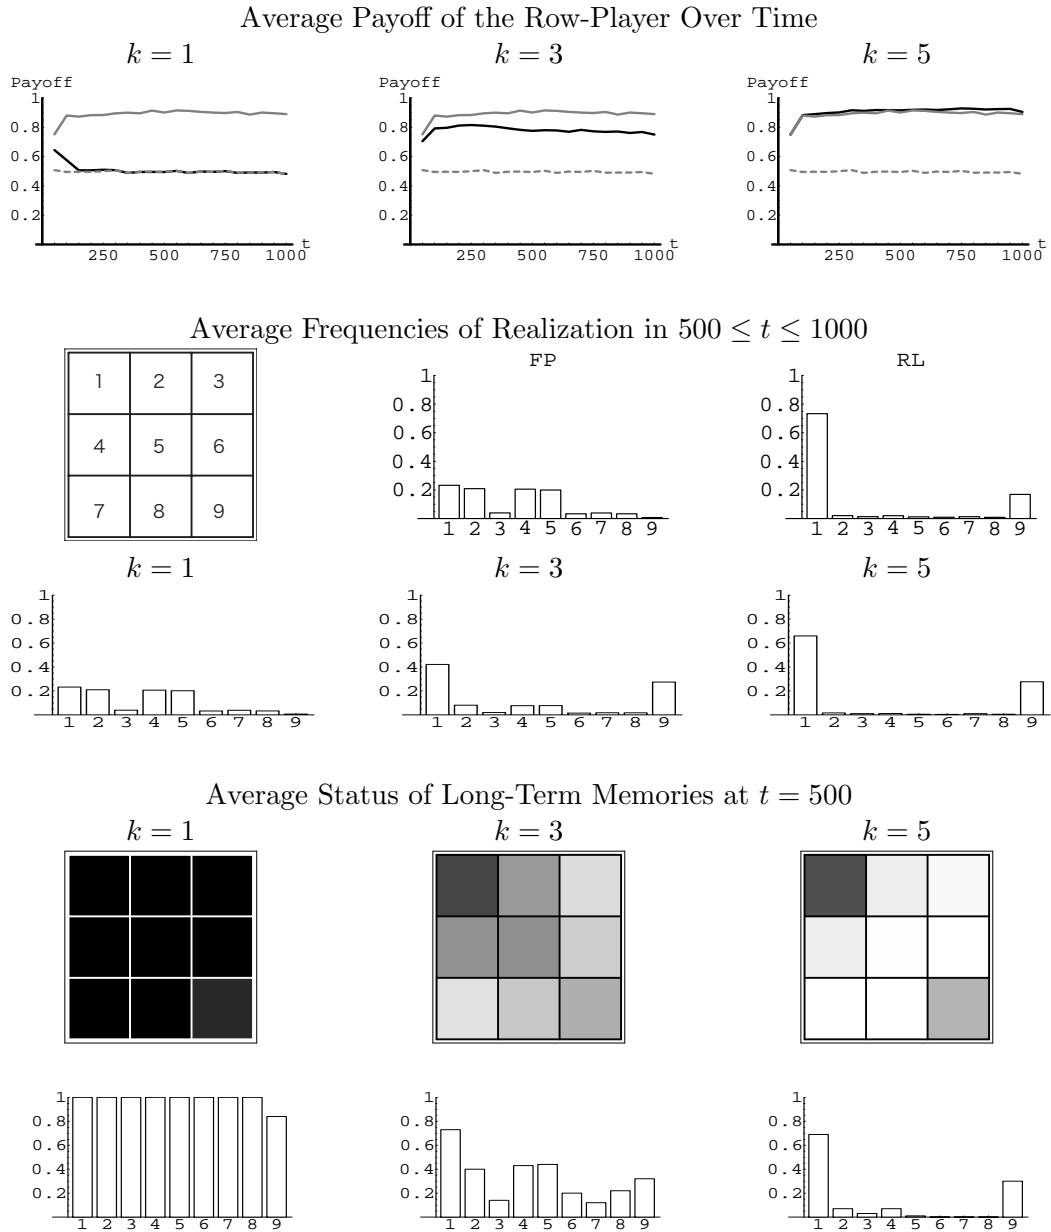 Average Payoff of the Row-Player Over Time
k = 1 k = 3 k = 5
Payoff Payoff Payoff
1 1 1
0.8 0.8 0.8
0.6 0.6 0.6
0.4 0.4 0.4
0.2 0.2 0.2
t t t
250 500 750 1000 250 500 750 1000 250 500 750 1000
Average Frequencies of Realization in 500 ≤ t ≤ 1000
FP RL
1 2 3
4 5 6
7 8 9
1 1
0.8 0.8
0.6 0.6
0.4 0.4
0.2 0.2
1 2 3 4 5 6 7 8 9 1 2 3 4 5 6 7 8 9
k = 1 k = 3 k = 5
1 1 1
0.8 0.8 0.8
0.6 0.6 0.6
0.4 0.4 0.4
0.2 0.2 0.2
1 2 3 4 5 6 7 8 9 1 2 3 4 5 6 7 8 9 1 2 3 4 5 6 7 8 9
Average Status of Long-Term Memories at t = 500
k = 1 k = 3 k = 5
1 1 1
0.8 0.8 0.8
0.6 0.6 0.6
0.4 0.4 0.4
0.2 0.2 0.2
1 2 3 4 5 6 7 8 9 1 2 3 4 5 6 7 8 9 1 2 3 4 5 6 7 8 9